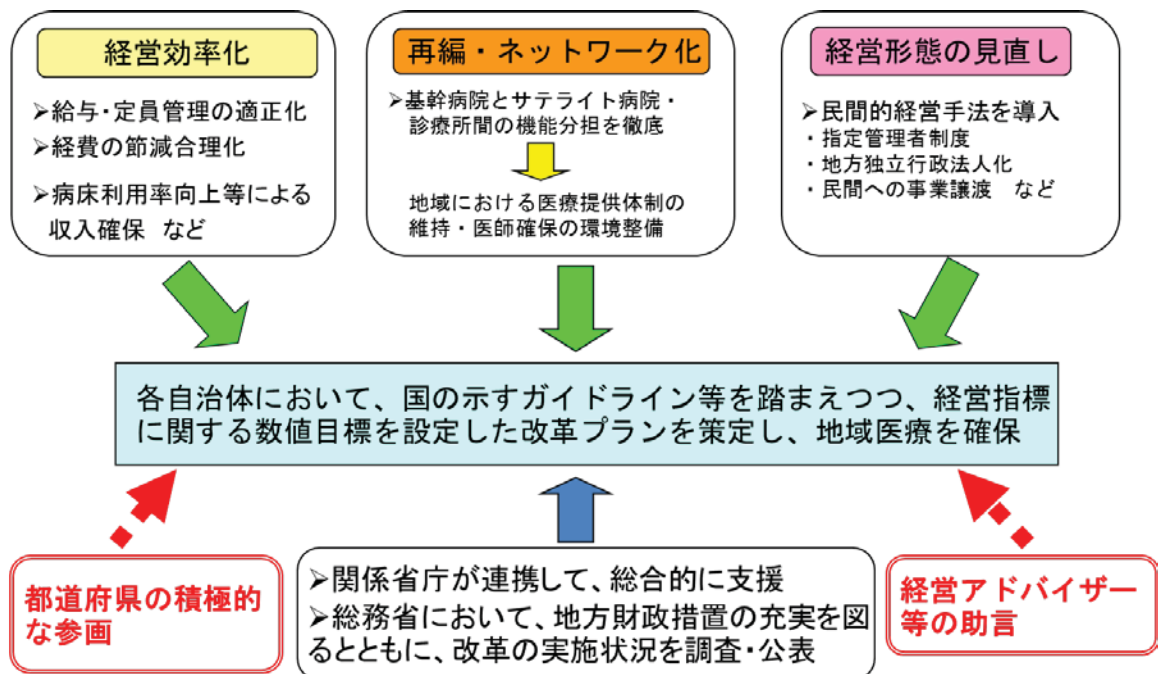 経営効率化
➢給与・定員管理の適正化
➢経費の節減合理化
➢病床利用率向上等による
収入確保 など
再編・ネットワーク化
➢基幹病院とサテライト病院・
診療所間の機能分担を徹底
地域における医療提供体制の
維持・医師確保の環境整備
経営形態の見直し
➢民間的経営手法を導入
・指定管理者制度
・地方独立行政法人化
・民間への事業譲渡 など
各自治体において、国の示すガイドライン等を踏まえつつ、経営指標
に関する数値目標を設定した改革プランを策定し、地域医療を確保
都道府県の積極的
な参画
➢関係省庁が連携して、総合的に支援
➢総務省において、地方財政措置の充実を図
るとともに、改革の実施状況を調査・公表
経営アドバイザー
等の助言